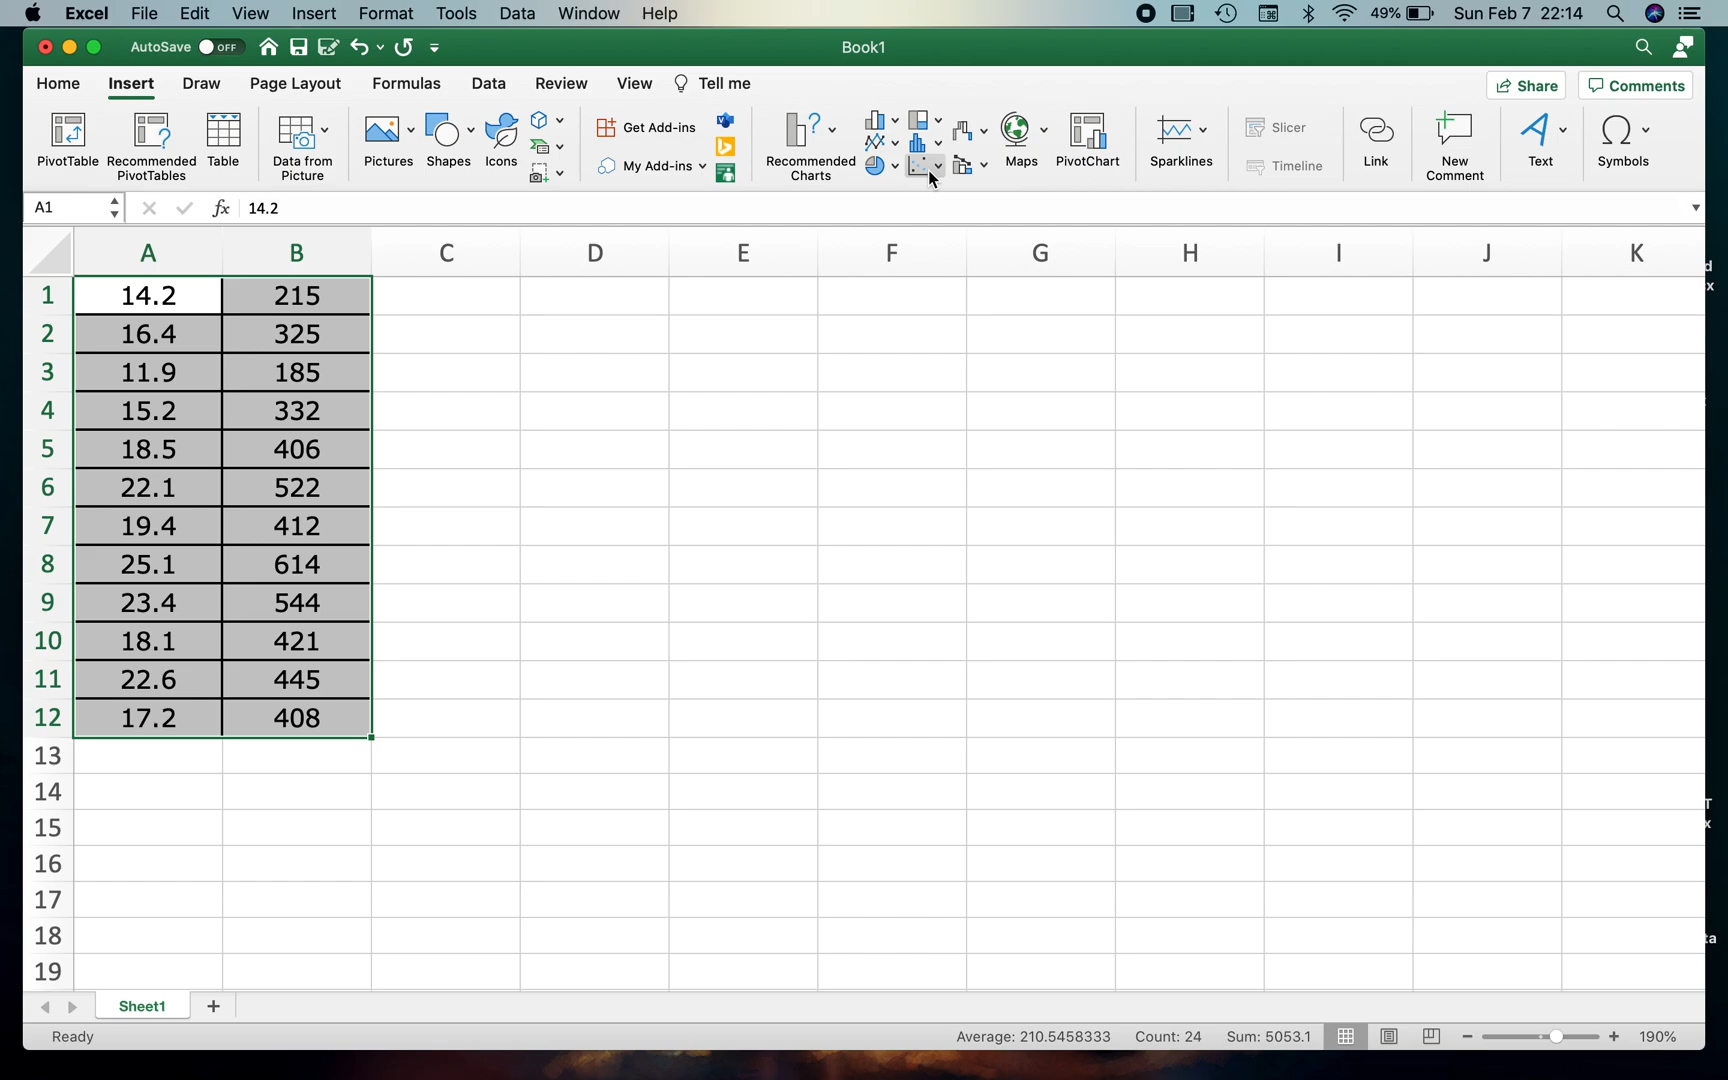 Excel File Edit View Insert Format Tools Data Window Help 49% Sun Feb 7 22:14
AutoSave OFF Book1
Home Insert Draw Page Layout Formulas Data Review View Tell me Share Comments
PivotTable Recommended PivotTables Table Data from Picture Pictures Shapes Icons Get Add-ins My Add-ins Recommended Charts Maps PivotChart Sparklines Slicer Timeline Link New Comment Text Symbols
A1 fx 14.2
A B C D E F G H I J K
1 14.2 215
2 16.4 325
3 11.9 185
4 15.2 332
5 18.5 406
6 22.1 522
7 19.4 412
8 25.1 614
9 23.4 544
10 18.1 421
11 22.6 445
12 17.2 408
13
14
15
16
17
18
19
Sheet1 +
Ready Average: 210.5458333 Count: 24 Sum: 5053.1 − + 190%